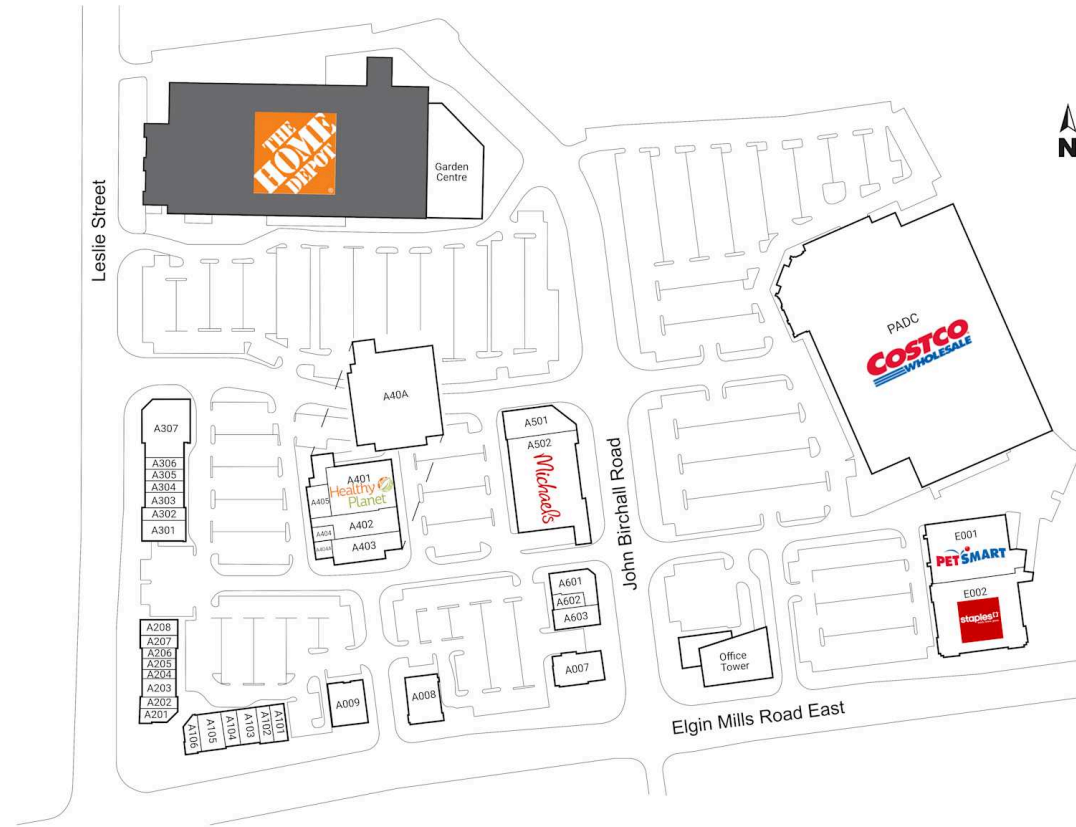 THE
HOME
DEPOT
Garden
Centre
N
Leslie Street
PADC
COSTCO
WHOLESALE
A40A
A307
A306
A305
A304
A303
A302
A301
A501
A502
Michaels
John Birchall Road
A401
Healthy
Planet
A405
A402
A404
A403
E001
PETSMART
E002
staples
A601
A602
A603
A007
Office
Tower
A208
A207
A206
A205
A204
A203
A202
A201
A106
A105
A104
A103
A102
A101
A009
A008
Elgin Mills Road East